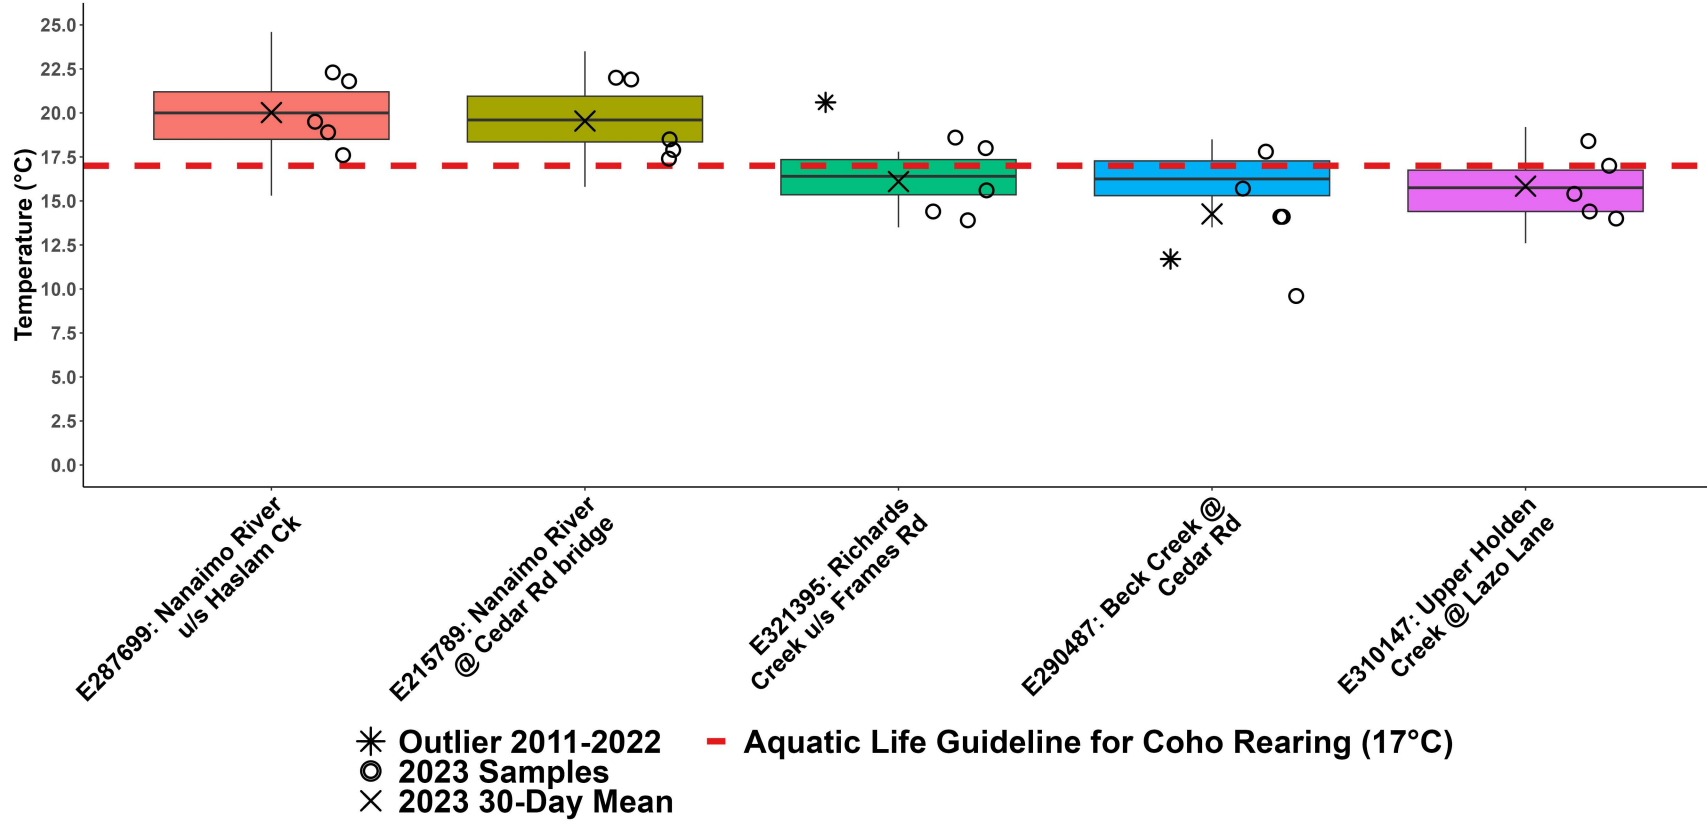 Temperature (°C)
25.0
22.5
20.0
17.5
15.0
12.5
10.0
7.5
5.0
2.5
0.0
E287699: Nanaimo River
u/s Haslam Ck
E215789: Nanaimo River
@ Cedar Rd bridge
E321395: Richards
Creek u/s Frames Rd
E290487: Beck Creek @
Cedar Rd
E310147: Upper Holden
Creek @ Lazo Lane
Outlier 2011-2022
2023 Samples
2023 30-Day Mean
Aquatic Life Guideline for Coho Rearing (17°C)